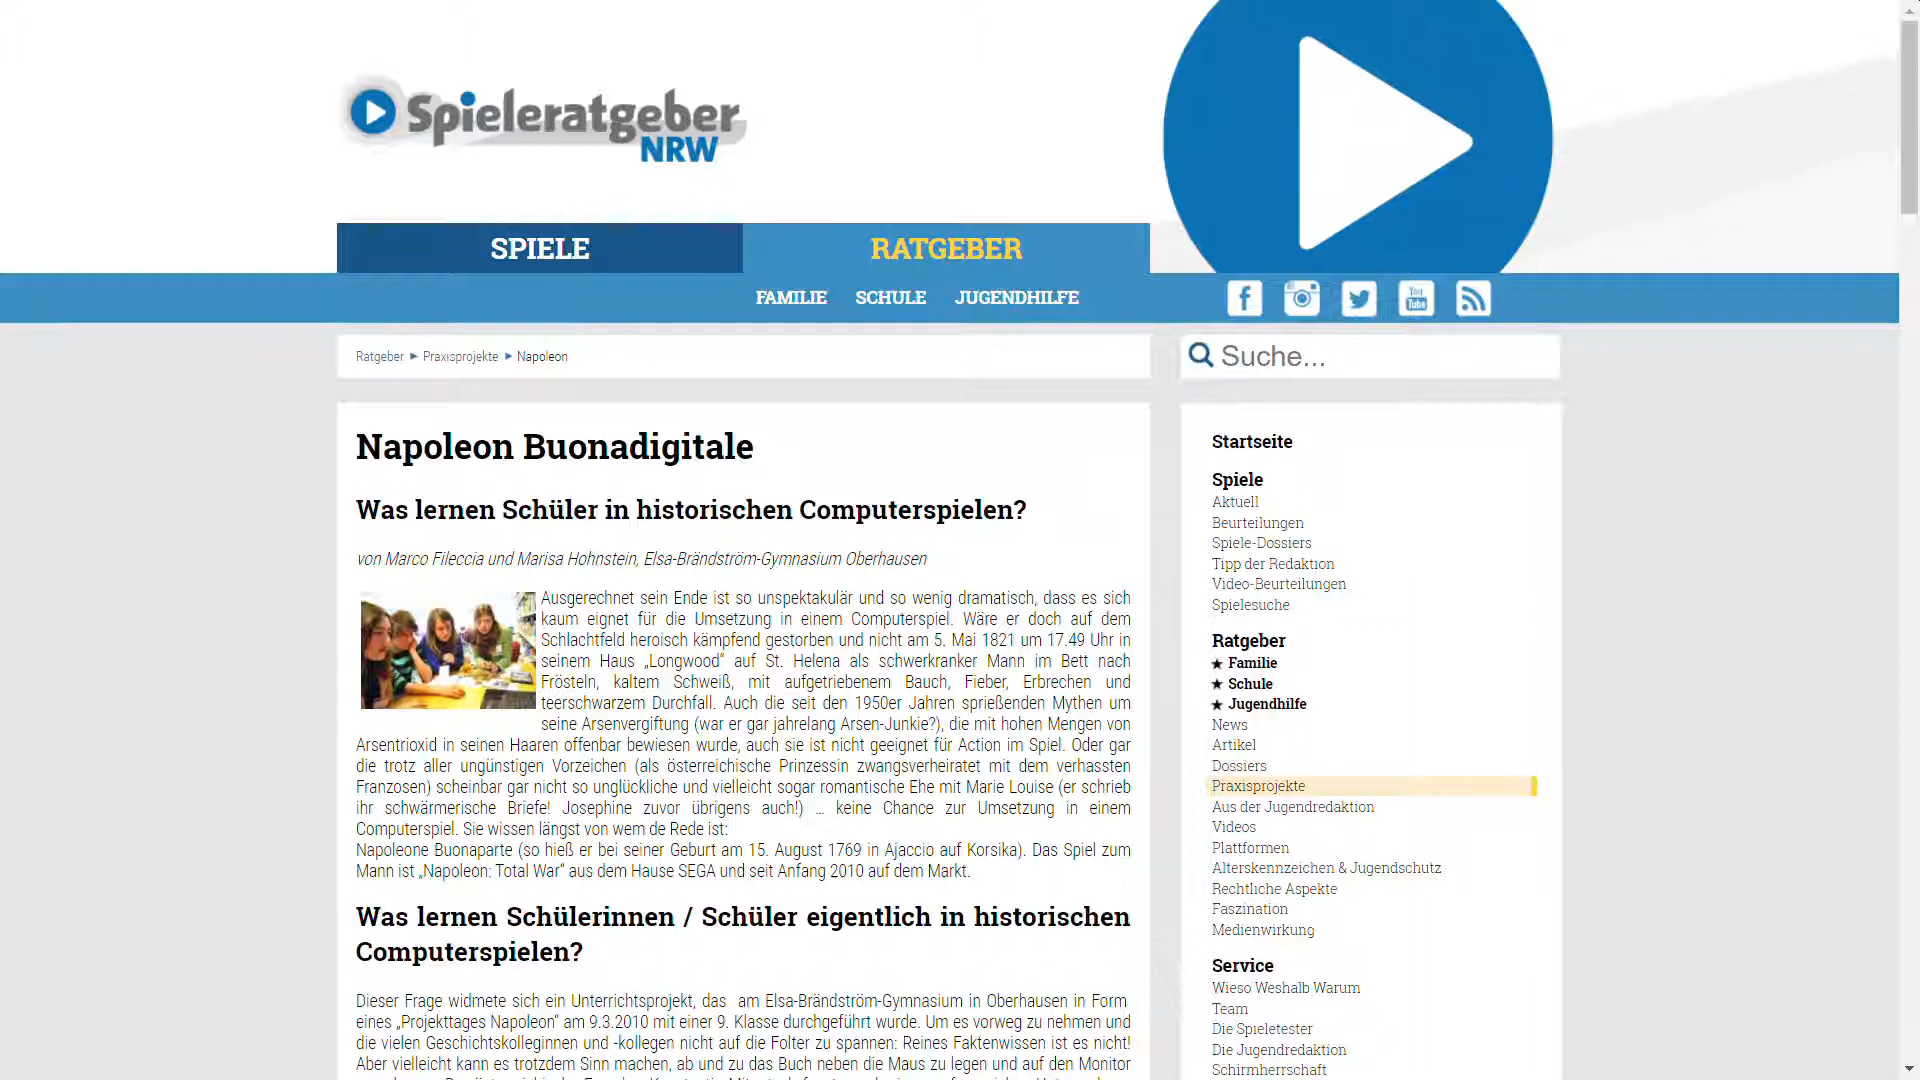 Spieleratgeber
NRW
SPIELE
RATGEBER
FAMILIE
SCHULE
JUGENDHILFE
You
Tube
Ratgeber
Praxisprojekte
Napoleon
Suche...
Napoleon Buonadigitale
Was lernen Schüler in historischen Computerspielen?
von Marco Fileccia und Marisa Hohnstein, Elsa-Brändström-Gymnasium Oberhausen
Ausgerechnet sein Ende ist so unspektakulär und so wenig dramatisch, dass es sich
kaum eignet für die Umsetzung in einem Computerspiel. Wäre er doch auf dem
Schlachtfeld heroisch kämpfend gestorben und nicht am 5. Mai 1821 um 17.49 Uhr in
seinem Haus „Longwood“ auf St. Helena als schwerkranker Mann im Bett nach
Frösteln, kaltem Schweiß, mit aufgetriebenem Bauch, Fieber, Erbrechen und
teerschwarzem Durchfall. Auch die seit den 1950er Jahren sprießenden Mythen um
seine Arsenvergiftung (war er gar jahrelang Arsen-Junkie?), die mit hohen Mengen von
Arsentrioxid in seinen Haaren offenbar bewiesen wurde, auch sie ist nicht geeignet für Action im Spiel. Oder gar
die trotz aller ungünstigen Vorzeichen (als österreichische Prinzessin zwangsverheiratet mit dem verhassten
Franzosen) scheinbar gar nicht so unglückliche und vielleicht sogar romantische Ehe mit Marie Louise (er schrieb
ihr schwärmerische Briefe! Josephine zuvor übrigens auch!) … keine Chance zur Umsetzung in einem
Computerspiel. Sie wissen längst von wem de Rede ist:
Napoleone Buonaparte (so hieß er bei seiner Geburt am 15. August 1769 in Ajaccio auf Korsika). Das Spiel zum
Mann ist „Napoleon: Total War“ aus dem Hause SEGA und seit Anfang 2010 auf dem Markt.
Was lernen Schülerinnen / Schüler eigentlich in historischen
Computerspielen?
Dieser Frage widmete sich ein Unterrichtsprojekt, das am Elsa-Brändström-Gymnasium in Oberhausen in Form
eines „Projekttages Napoleon“ am 9.3.2010 mit einer 9. Klasse durchgeführt wurde. Um es vorweg zu nehmen und
die vielen Geschichtskolleginnen und -kollegen nicht auf die Folter zu spannen: Reines Faktenwissen ist es nicht!
Aber vielleicht kann es trotzdem Sinn machen, ab und zu das Buch neben die Maus zu legen und auf den Monitor
Startseite
Spiele
Aktuell
Beurteilungen
Spiele-Dossiers
Tipp der Redaktion
Video-Beurteilungen
Spielesuche
Ratgeber
★ Familie
★ Schule
★ Jugendhilfe
News
Artikel
Dossiers
Praxisprojekte
Aus der Jugendredaktion
Videos
Plattformen
Alterskennzeichen & Jugendschutz
Rechtliche Aspekte
Faszination
Medienwirkung
Service
Wieso Weshalb Warum
Team
Die Spieletester
Die Jugendredaktion
Schirmherrschaft